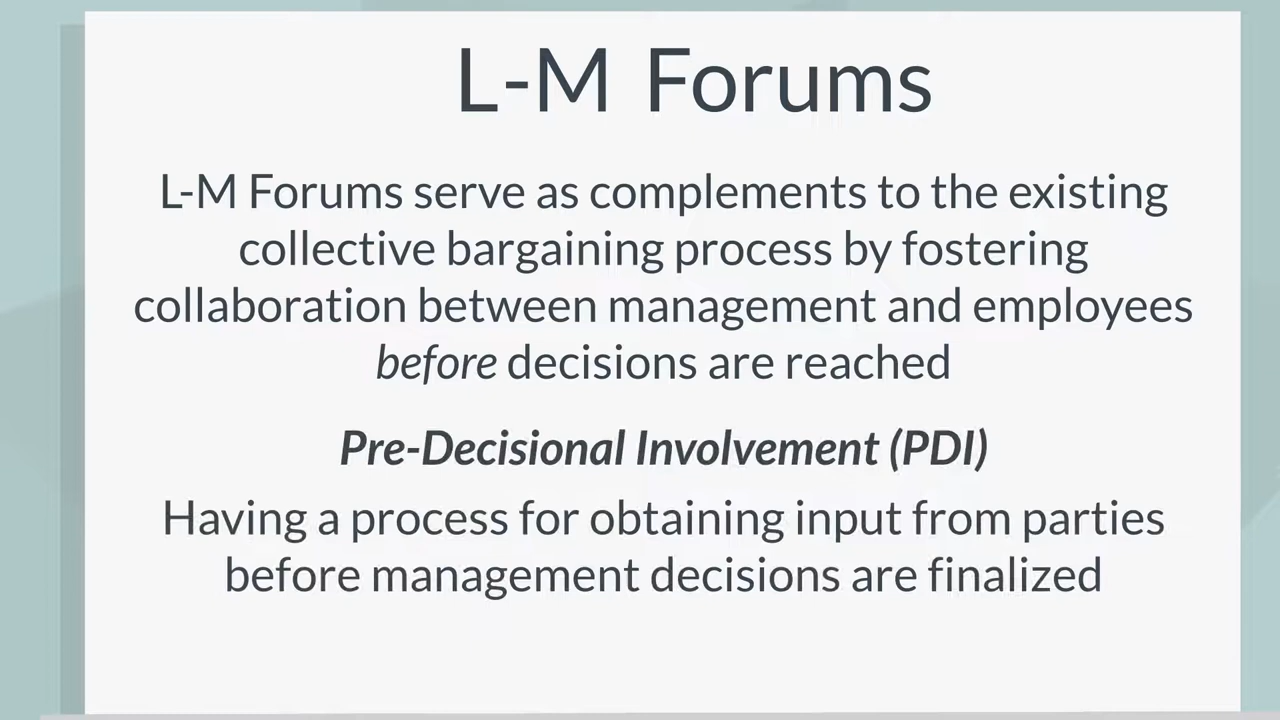 L-M Forums
L-M Forums serve as complements to the existing
collective bargaining process by fostering
collaboration between management and employees
before decisions are reached
Pre-Decisional Involvement (PDI)
Having a process for obtaining input from parties
before management decisions are finalized